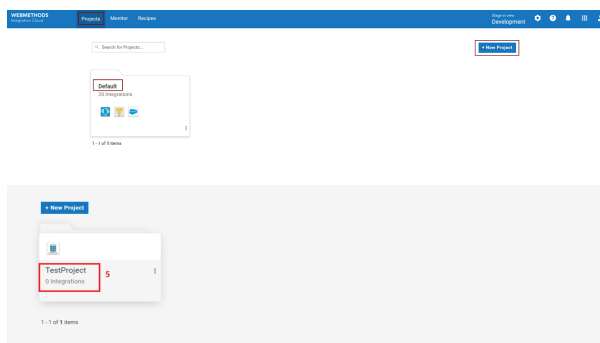 WEBMETHODS
Integration Cloud
Projects
Monitor
Recipes
Stage in view
Development
Search for Projects...
+ New Project
Default
20 Integrations
1 - 1 of 1 items
+ New Project
TestProject
0 Integrations
5
1 - 1 of 1 items